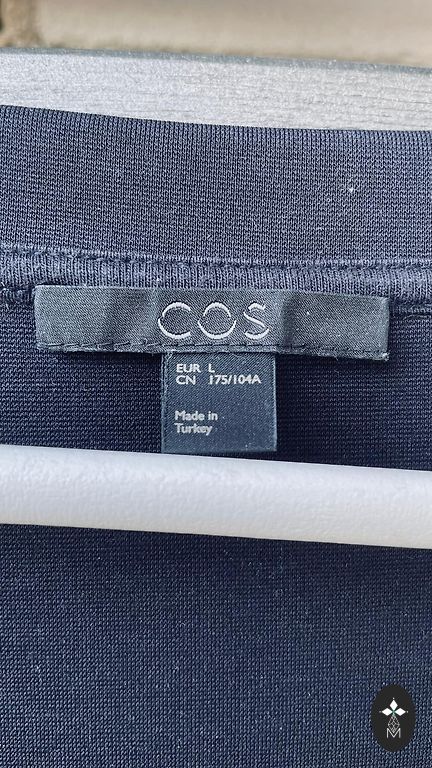 COS
EUR L
CN 175/104A
Made in
Turkey